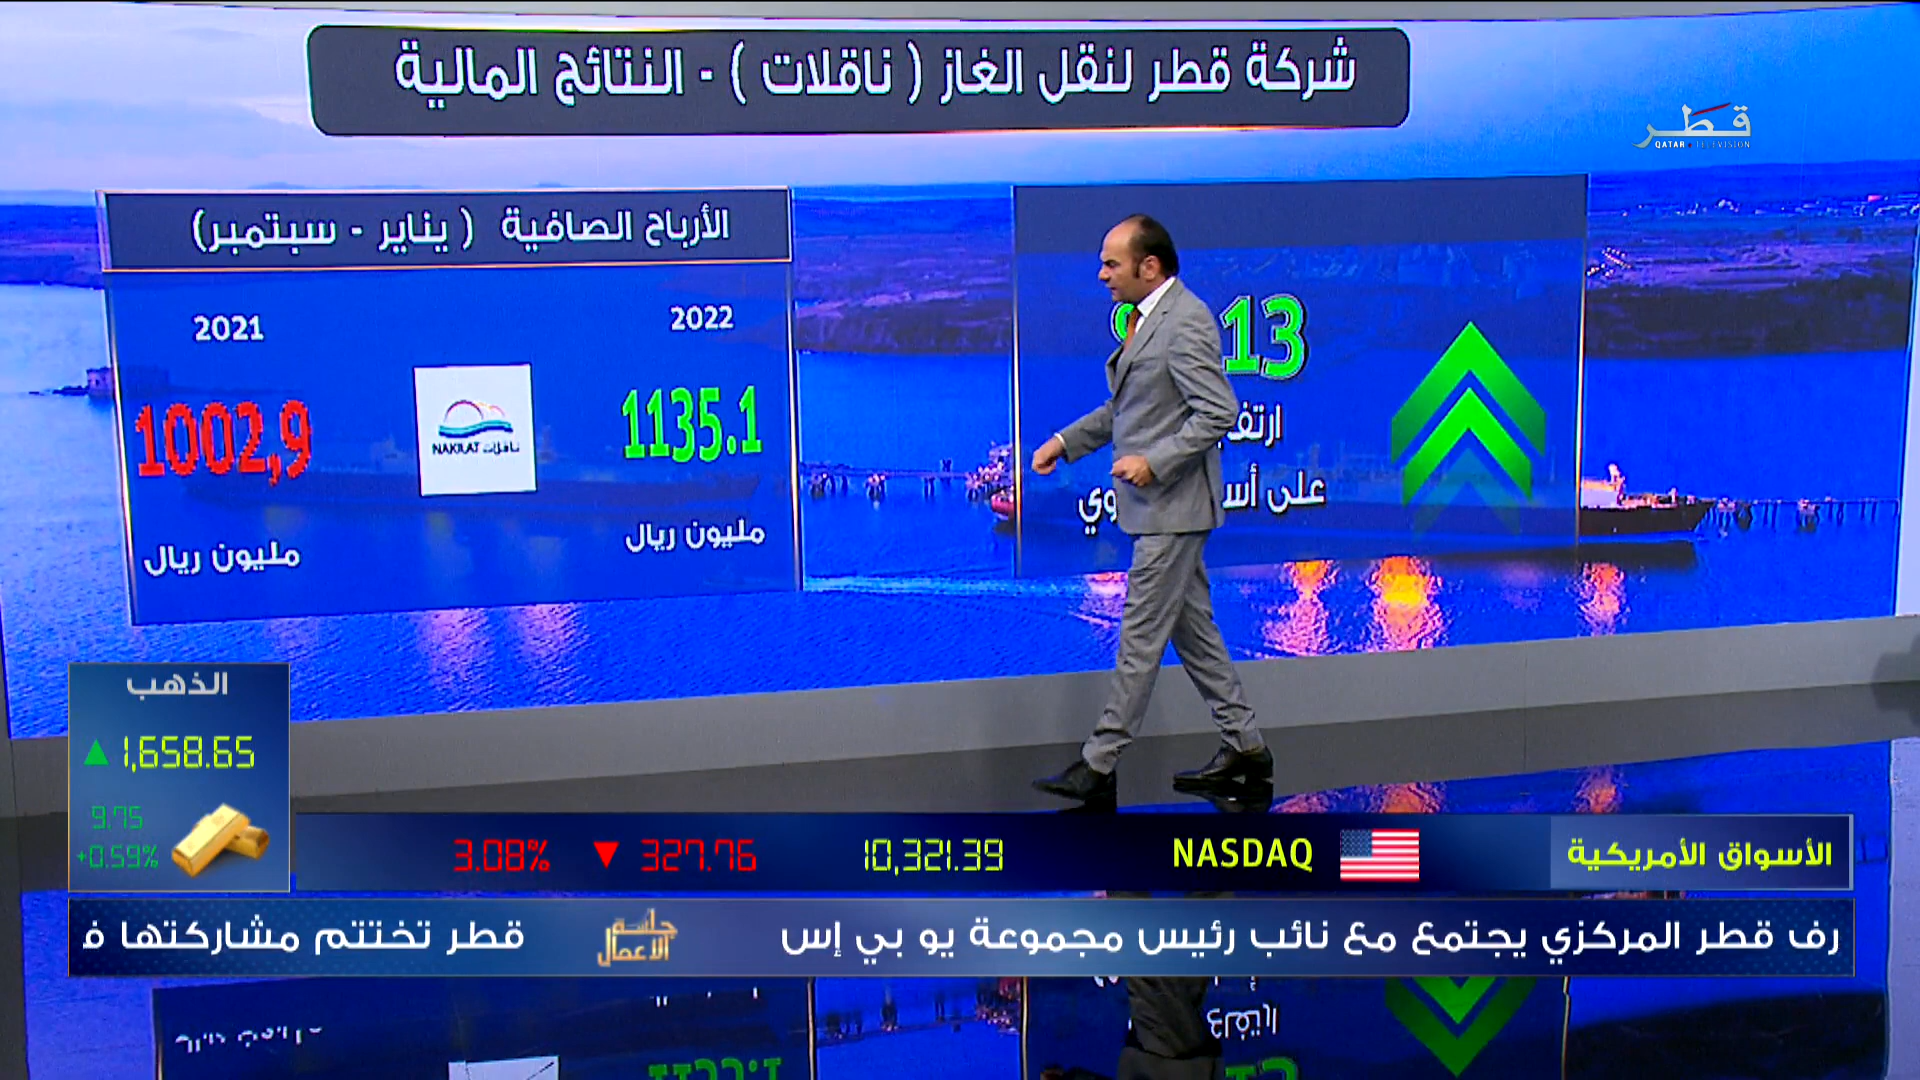 شركة قطر لنقل الغاز ( ناقلات ) - النتائج المالية
قطر
QATAR TELEVISION
13
على
الأرباح الصافية ( يناير - سبتمبر)
2022
2021
1135.1
1002,9
NAKILAT ناقلات
مليون ريال
مليون ريال
الذهب
1,658.65
9.75
+0.59%
الأسواق الأمريكية
NASDAQ
10,321.39
327.76
3.08%
رف قطر المركزي يجتمع مع نائب رئيس مجموعة يو بي إس
جلسة الأعمال
قطر تختتم مشاركتها ف